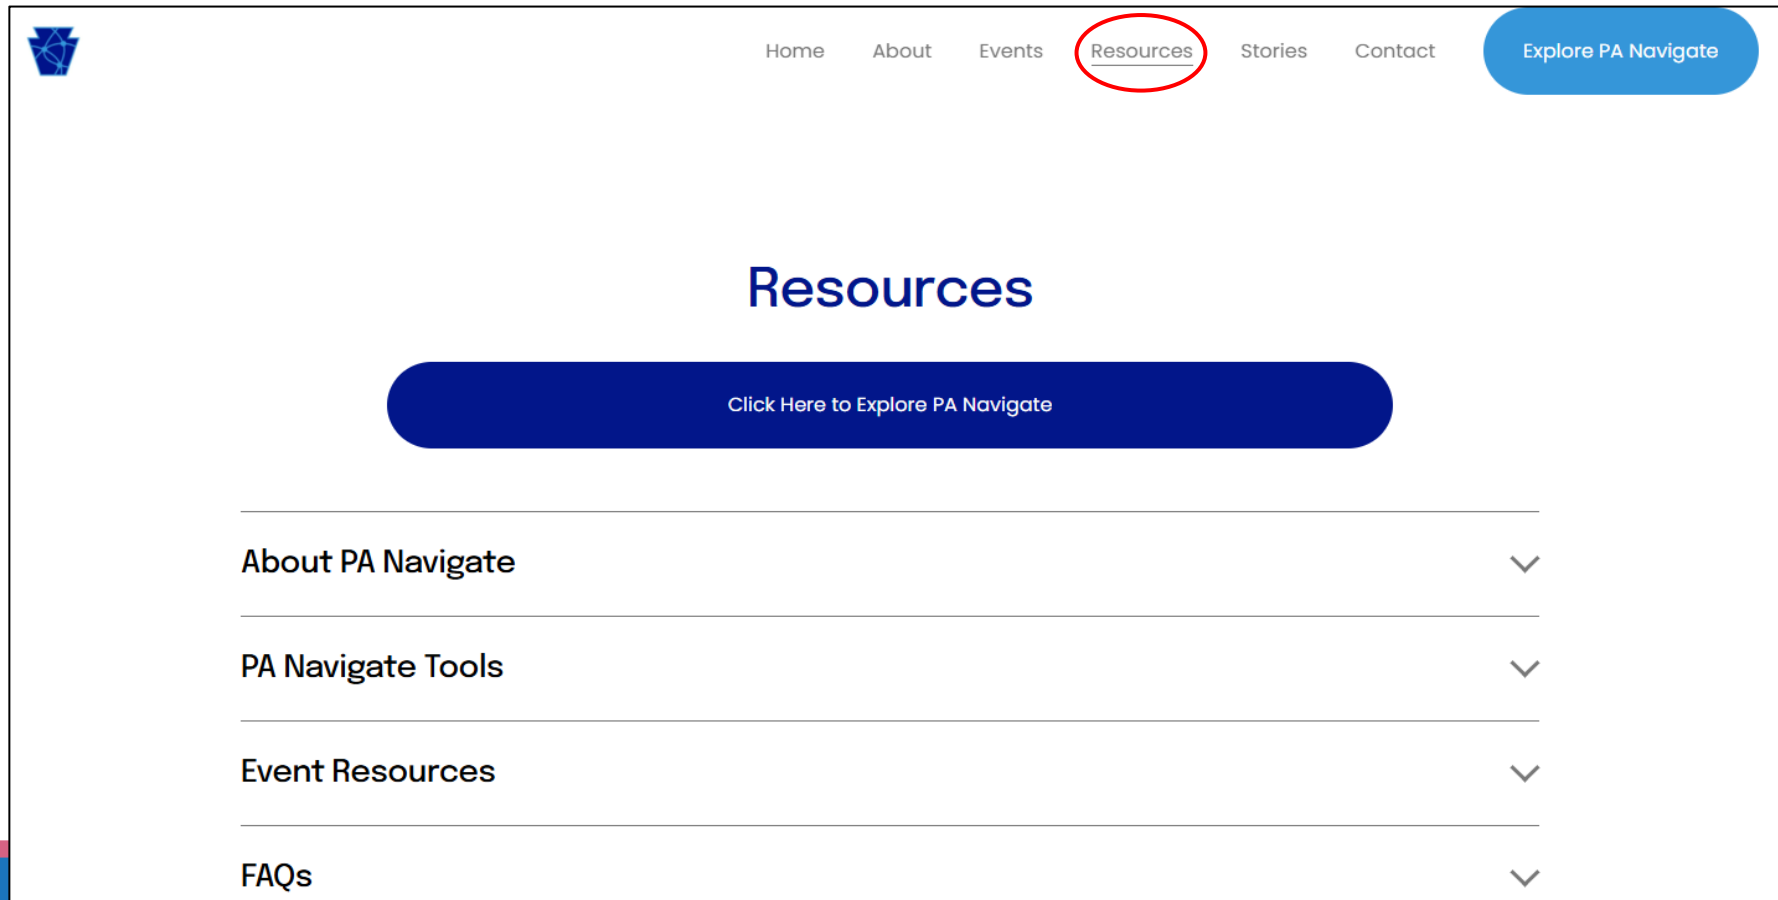 Home About Events Resources Stories Contact Explore PA Navigate
Resources
Click Here to Explore PA Navigate
About PA Navigate
PA Navigate Tools
Event Resources
FAQs